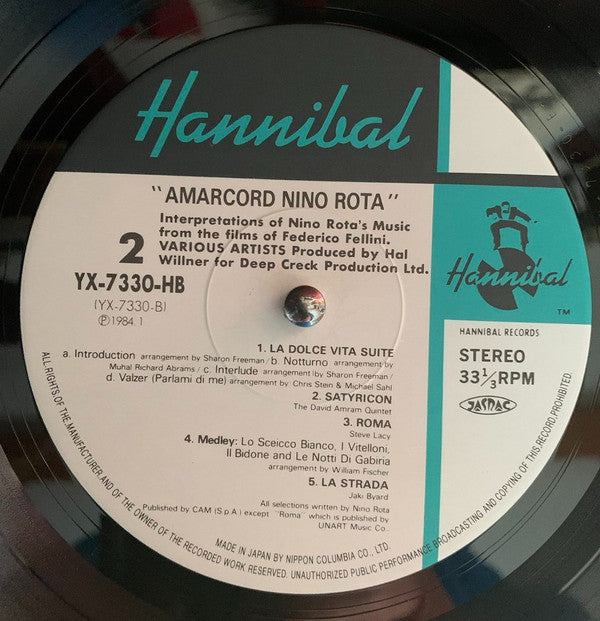 Hannibal
"AMARCORD NINO ROTA"
Interpretations of Nino Rota's Music
from the films of Federico Fellini.
VARIOUS ARTISTS Produced by Hal
Willner for Deep Creck Production Ltd.
2
YX-7330-HB
(YX-7330-B)
Ⓟ1984.1
Hannibal
TM
HANNIBAL RECORDS
STEREO
33 1/3 RPM
JASRAC
1. LA DOLCE VITA SUITE
a. Introduction arrangement by Sharon Freeman/ b. Notturno arrangement by
Muhal Richard Abrams/ C. Interlude arrangement by Sharon Freeman/
d. Valzer (Parlami di me) arrangement by Chris Stein & Michael Sahl
2. SATYRICON
The David Amram Quintet
3. ROMA
Steve Lacy
4. Medley: Lo Sceicco Bianco, I Vitelloni,
Il Bidone and Le Notti Di Gabiria
arrangement by William Fischer
5. LA STRADA
Jaki Byard
All selections written by Nino Rota
Published by CAM (S.p.A) except "Roma" which is published by
UNART Music Co..
MADE IN JAPAN BY NIPPON COLUMBIA CO., LTD.
ALL RIGHTS OF THE MANUFACTURER AND OF THE OWNER OF THE RECORDED WORK RESERVED. UNAUTHORIZED PUBLIC PERFORMANCE BROADCASTING AND COPYING OF THIS RECORD PROHIBITED.